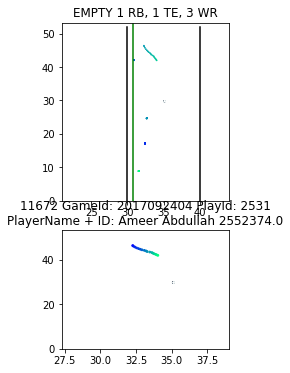 EMPTY 1 RB, 1 TE, 3 WR
50
40
30
20
10
0
25 30 35 40
11672 GameId: 2017092404 PlayId: 2531
PlayerName + ID: Ameer Abdullah 2552374.0
40
20
0
27.5 30.0 32.5 35.0 37.5